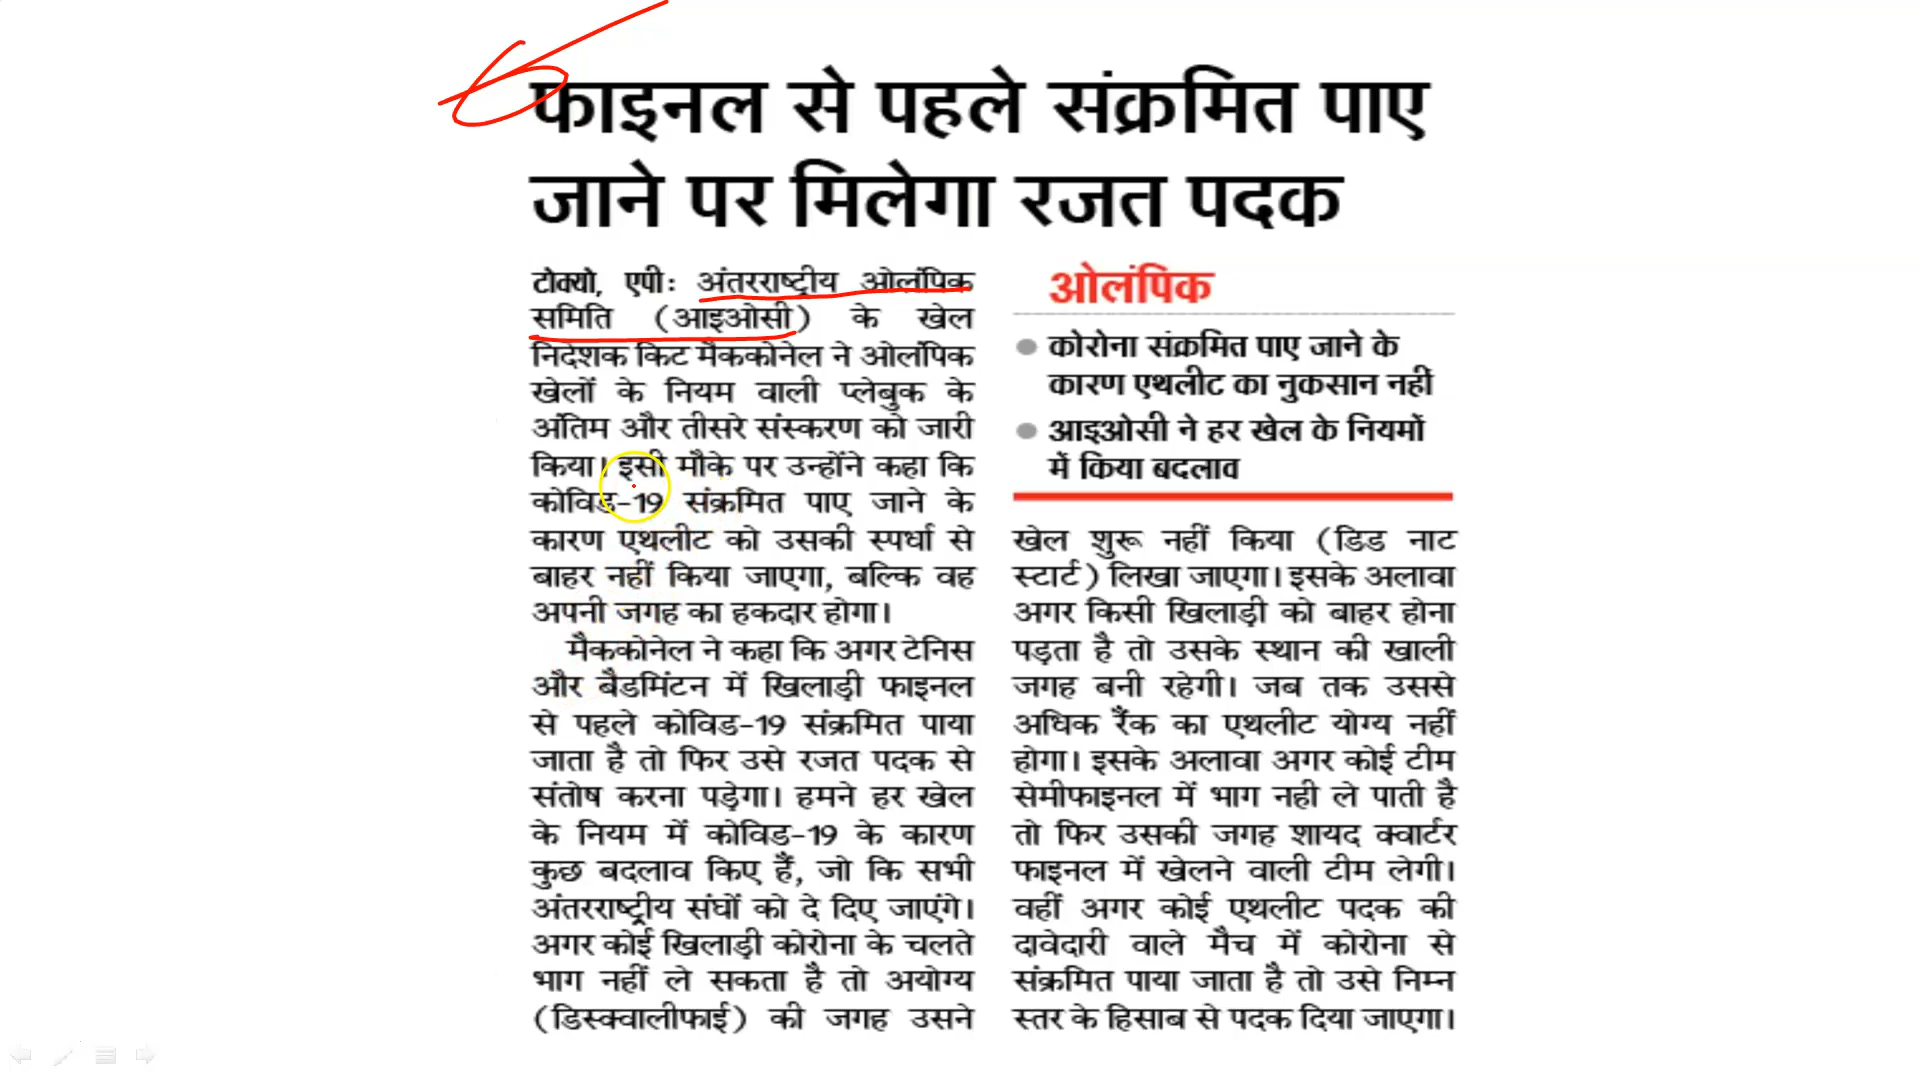 फाइनल से पहले संक्रमित पाए
जाने पर मिलेगा रजत पदक
टोक्यो, एपी: अंतरराष्ट्रीय ओलंपिक
समिति (आइओसी) के खेल
निदेशक किट मैककोनेल ने ओलंपिक
खेलों के नियम वाली प्लेबुक के
अंतिम और तीसरे संस्करण को जारी
किया। इसी मौके पर उन्होंने कहा कि
कोविड-19 संक्रमित पाए जाने के
कारण एथलीट को उसकी स्पर्धा से
बाहर नहीं किया जाएगा, बल्कि वह
अपनी जगह का हकदार होगा।
मैककोनेल ने कहा कि अगर टेनिस
और बैडमिंटन में खिलाड़ी फाइनल
से पहले कोविड-19 संक्रमित पाया
जाता है तो फिर उसे रजत पदक से
संतोष करना पड़ेगा। हमने हर खेल
के नियम में कोविड-19 के कारण
कुछ बदलाव किए हैं, जो कि सभी
अंतरराष्ट्रीय संघों को दे दिए जाएंगे।
अगर कोई खिलाड़ी कोरोना के चलते
भाग नहीं ले सकता है तो अयोग्य
(डिस्क्वालीफाई) की जगह उसने
ओलंपिक
कोरोना संक्रमित पाए जाने के
कारण एथलीट का नुकसान नहीं
आइओसी ने हर खेल के नियमों
में किया बदलाव
खेल शुरू नहीं किया (डिड नाट
स्टार्ट) लिखा जाएगा। इसके अलावा
अगर किसी खिलाड़ी को बाहर होना
पड़ता है तो उसके स्थान की खाली
जगह बनी रहेगी। जब तक उससे
अधिक रैंक का एथलीट योग्य नहीं
होगा। इसके अलावा अगर कोई टीम
सेमीफाइनल में भाग नही ले पाती है
तो फिर उसकी जगह शायद क्वार्टर
फाइनल में खेलने वाली टीम लेगी।
वहीं अगर कोई एथलीट पदक की
दावेदारी वाले मैच में कोरोना से
संक्रमित पाया जाता है तो उसे निम्न
स्तर के हिसाब से पदक दिया जाएगा।